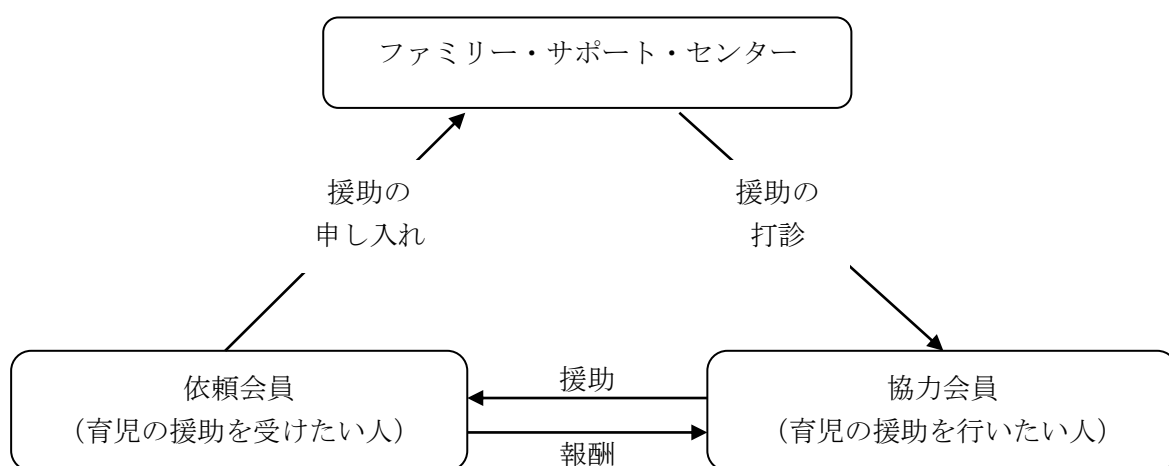 ファミリー・サポート・センター
援助の
申し入れ
援助の
打診
依頼会員
（育児の援助を受けたい人）
援助
報酬
協力会員
（育児の援助を行いたい人）